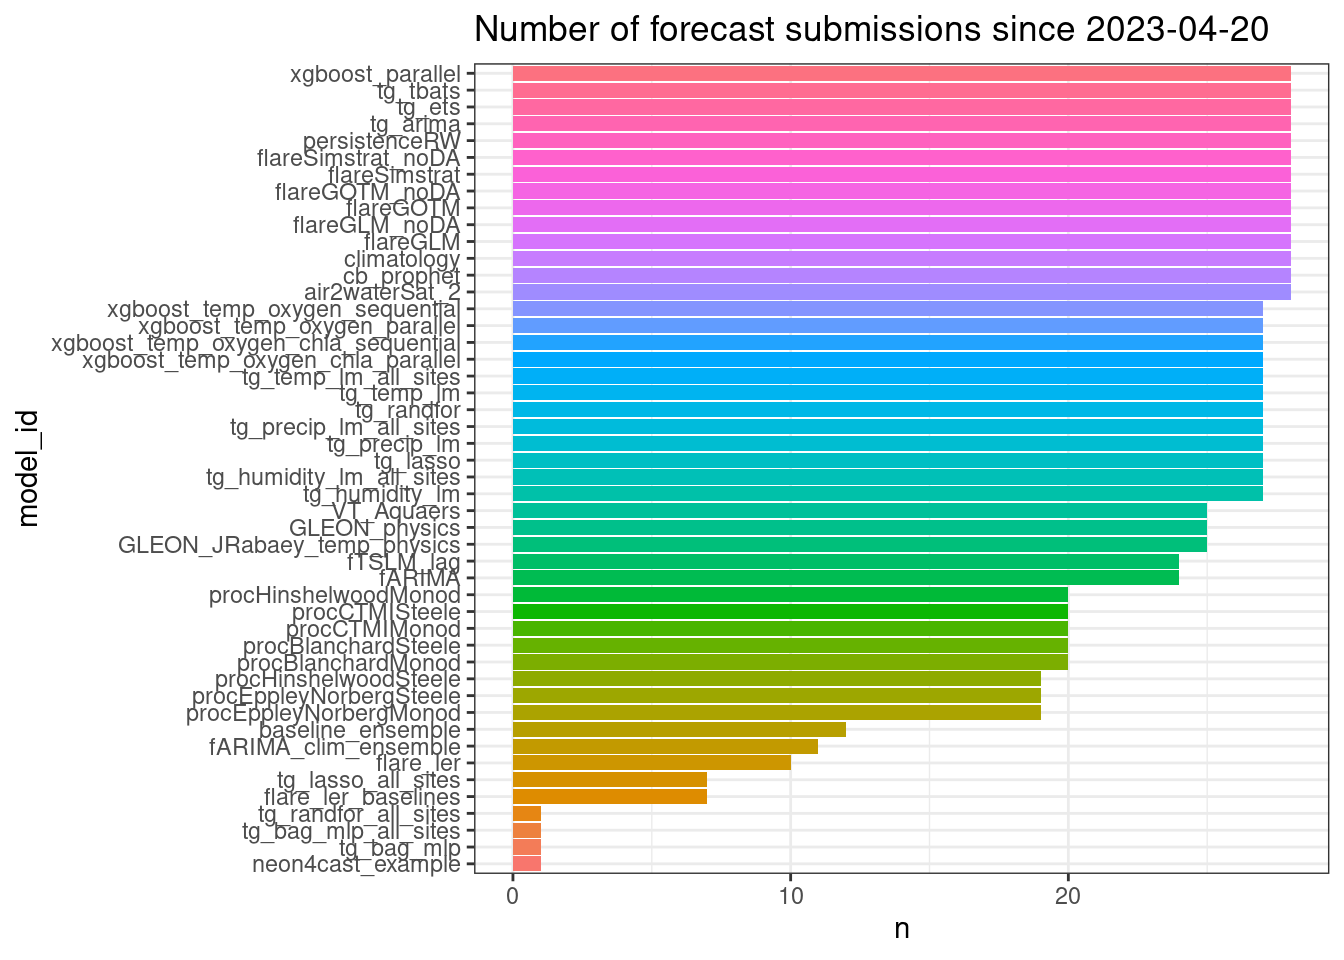 Number of forecast submissions since 2023-04-20
xgboost_parallel
tg_tbats
tg_ets
tg_arima
persistenceRW
flareSimstrat_noDA
flareSimstrat
flareGOTM_noDA
flareGOTM
flareGLM_noDA
flareGLM
climatology
cb_prophet
air2waterSat_2
xgboost_temp_oxygen_sequential
xgboost_temp_oxygen_parallel
xgboost_temp_oxygen_chla_sequential
xgboost_temp_oxygen_chla_parallel
tg_temp_lm_all_sites
tg_temp_lm
tg_randfor
tg_precip_lm_all_sites
tg_precip_lm
tg_lasso
tg_humidity_lm_all_sites
tg_humidity_lm
VT_Aquaers
GLEON_physics
GLEON_JRabaey_temp_physics
fTSLM_lag
fARIMA
procHinshelwoodMonod
procCTMISteele
procCTMIMonod
procBlanchardSteele
procBlanchardMonod
procHinshelwoodSteele
procEppleyNorbergSteele
procEppleyNorbergMonod
baseline_ensemble
fARIMA_clim_ensemble
flare_ler
tg_lasso_all_sites
flare_ler_baselines
tg_randfor_all_sites
tg_bag_mlp_all_sites
tg_bag_mlp
neon4cast_example
model_id
0 10 20
n